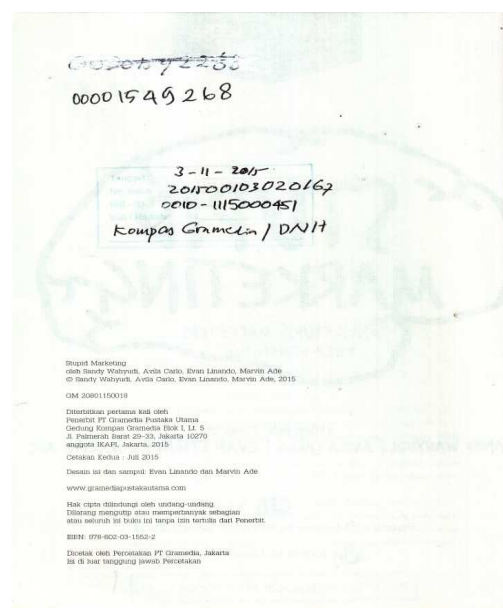 00001549268
3-11-2015
201500103020167
0010-1115000451
Kompas Gramedia / DNIH
Stupid Marketing
oleh Sandy Wahyudi, Avila Carlo, Evan Linando, Marvin Ade
© Sandy Wahyudi, Avila Carlo, Evan Linando, Marvin Ade, 2015
GM 20801150018
Diterbitkan pertama kali oleh
Penerbit PT Gramedia Pustaka Utama
Gedung Kompas Gramedia Blok I, Lt. 5
Jl. Palmerah Barat 29-33, Jakarta 10270
anggota IKAPI, Jakarta, 2015
Cetakan Kedua : Juli 2015
Desain isi dan sampul: Evan Linando dan Marvin Ade
www.gramediapustakautama.com
Hak cipta dilindungi oleh undang-undang.
Dilarang mengutip atau memperbanyak sebagian
atau seluruh isi buku ini tanpa izin tertulis dari Penerbit.
ISBN: 978-602-03-1552-2
Dicetak oleh Percetakan PT Gramedia, Jakarta
Isi di luar tanggung jawab Percetakan